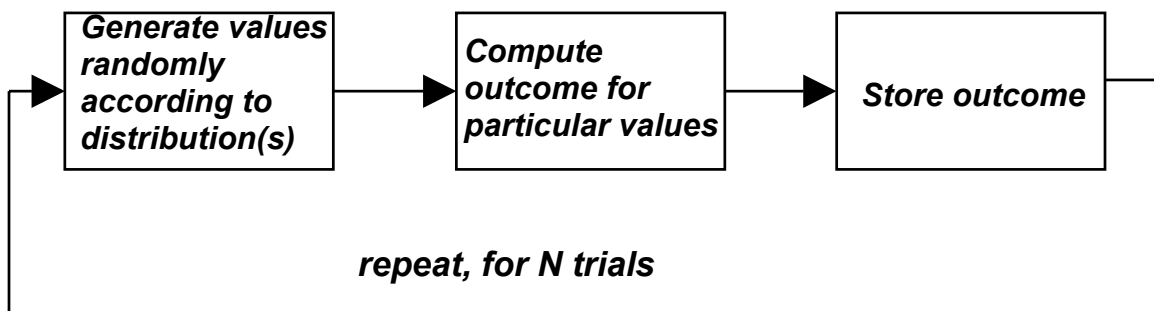 Generate values
randomly
according to
distribution(s)
Compute
outcome for
particular values
Store outcome
repeat, for N trials